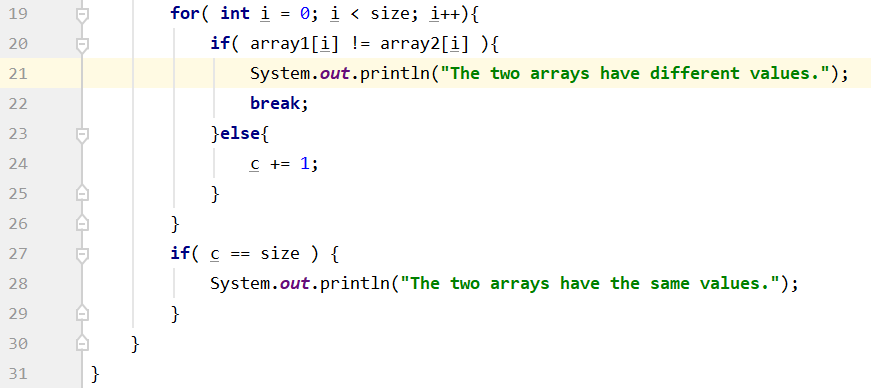 19 for( int i = 0; i < size; i++){
20 if( array1[i] != array2[i] ){
21 System.out.println("The two arrays have different values.");
22 break;
23 }else{
24 c += 1;
25 }
26 }
27 if( c == size ) {
28 System.out.println("The two arrays have the same values.");
29 }
30 }
31 }